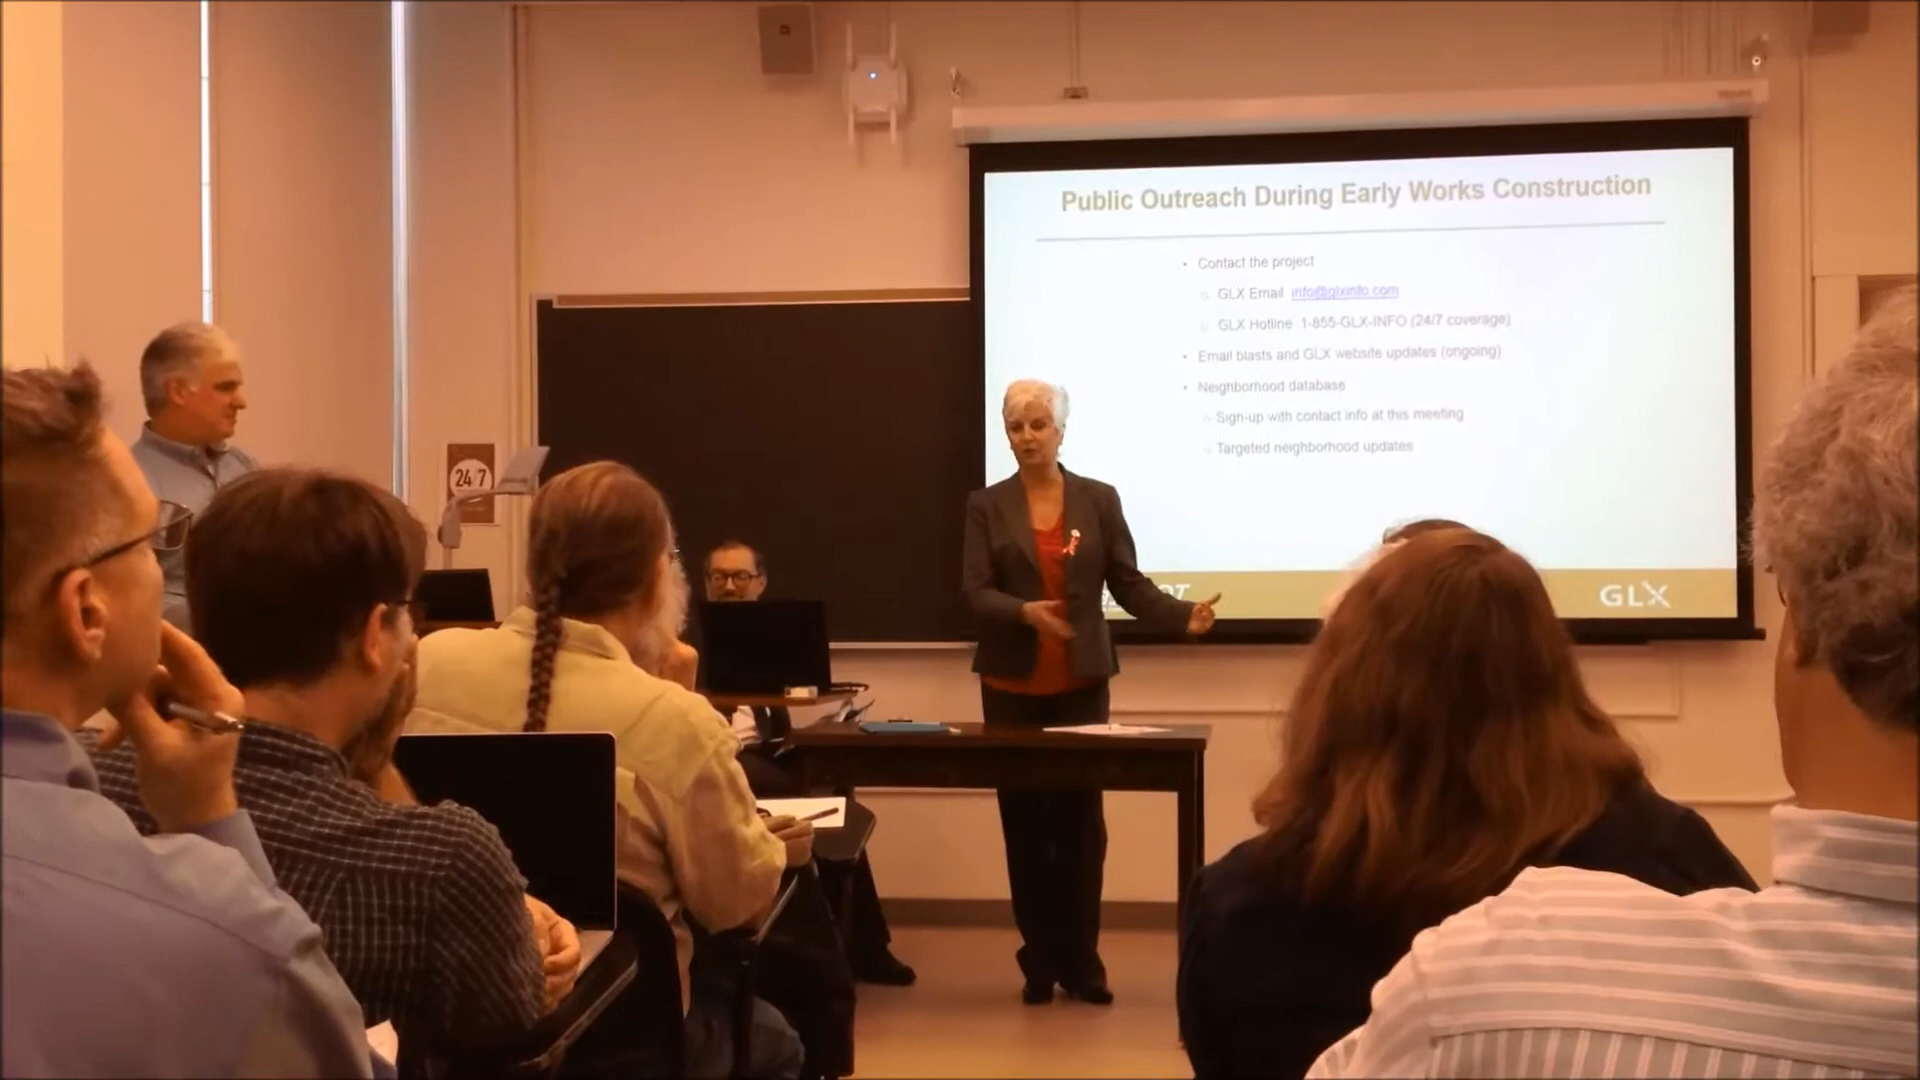 Public Outreach During Early Works Construction
• Contact the project
○ GLX Email info@glxinfo.com
○ GLX Hotline 1-855-GLX-INFO (24/7 coverage)
• Email blasts and GLX website updates (ongoing)
• Neighborhood database
○ Sign-up with contact info at this meeting
○ Targeted neighborhood updates
GLX
24/7